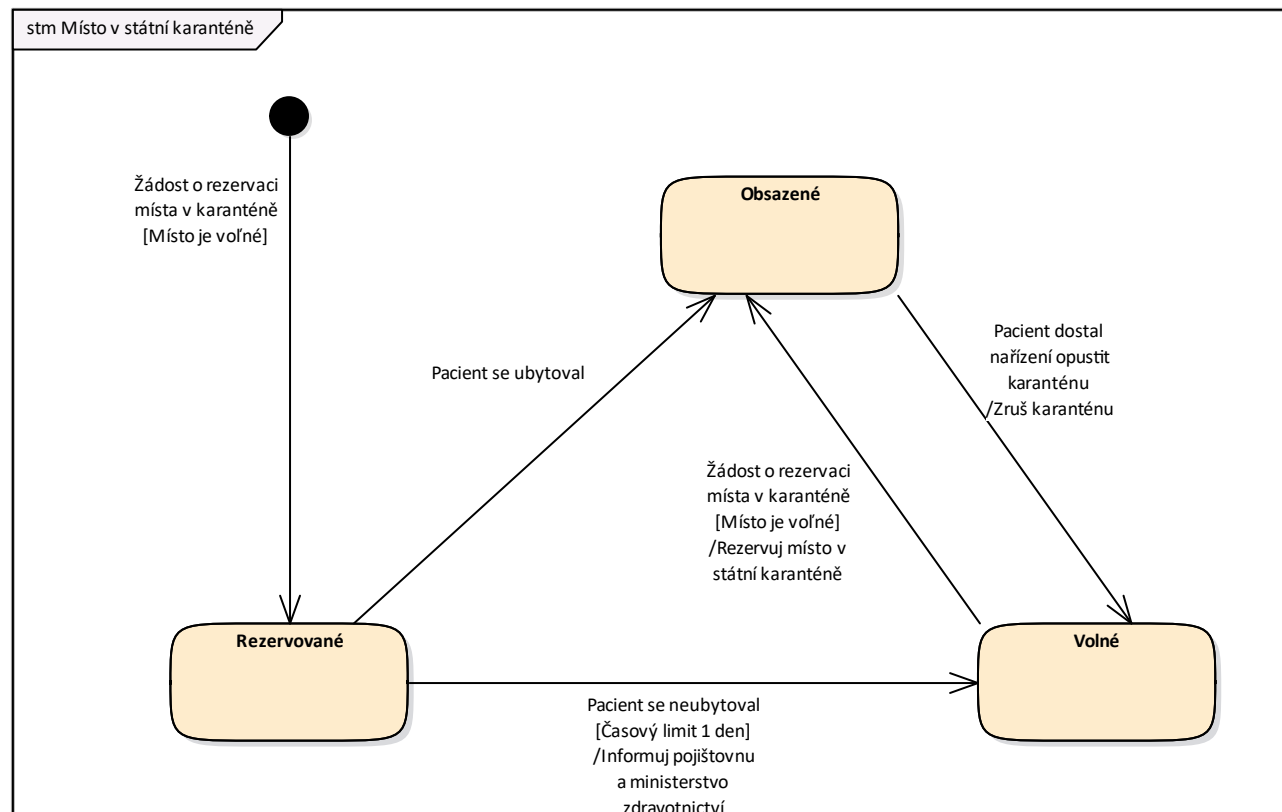 stm Místo v státní karanténě
Žádost o rezervaci
místa v karanténě
[Místo je voľné]
Obsazené
Pacient se ubytoval
Pacient dostal
nařízení opustit
karanténu
/Zruš karanténu
Žádost o rezervaci
místa v karanténě
[Místo je voľné]
/Rezervuj místo v
státní karanténě
Rezervované
Volné
Pacient se neubytoval
[Časový limit 1 den]
/Informuj pojištovnu
a ministerstvo
zdravotnictví